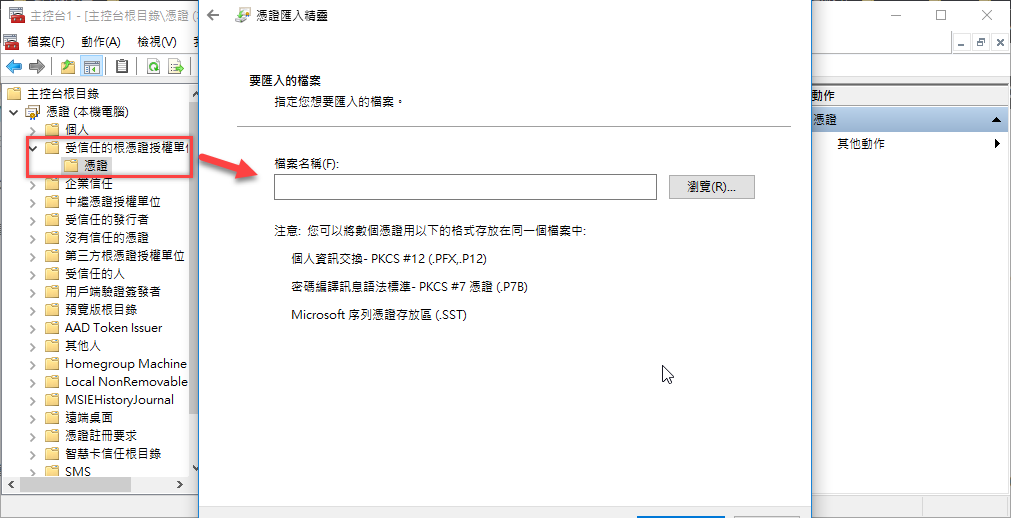 主控台1 - [主控台根目錄\憑證 (
憑證匯入精靈
檔案(F) 動作(A) 檢視(V)
主控台根目錄
憑證 (本機電腦)
個人
受信任的根憑證授權單位
憑證
企業信任
中繼憑證授權單位
受信任的發行者
沒有信任的憑證
第三方根憑證授權單位
受信任的人
用戶端驗證簽發者
預覽版根目錄
AAD Token Issuer
其他人
Homegroup Machine
Local NonRemovable
MSIEHistoryJournal
遠端桌面
憑證註冊要求
智慧卡信任根目錄
SMS
要匯入的檔案
指定您想要匯入的檔案。
檔案名稱(F):
瀏覽(R)...
注意: 您可以將數個憑證用以下的格式存放在同一個檔案中:
個人資訊交換- PKCS #12 (.PFX,.P12)
密碼編譯訊息語法標準- PKCS #7 憑證 (.P7B)
Microsoft 序列憑證存放區 (.SST)
動作
憑證
其他動作